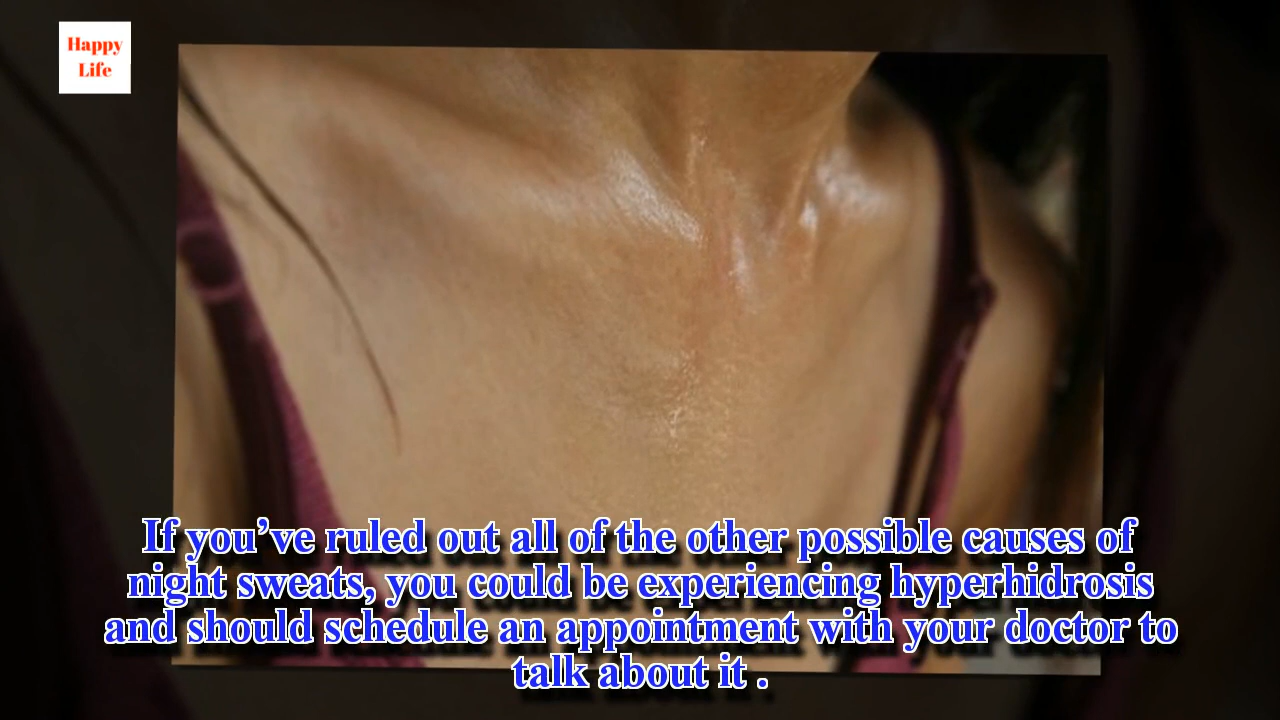 Happy
Life
If you’ve ruled out all of the other possible causes of
night sweats, you could be experiencing hyperhidrosis
and should schedule an appointment with your doctor to
talk about it .